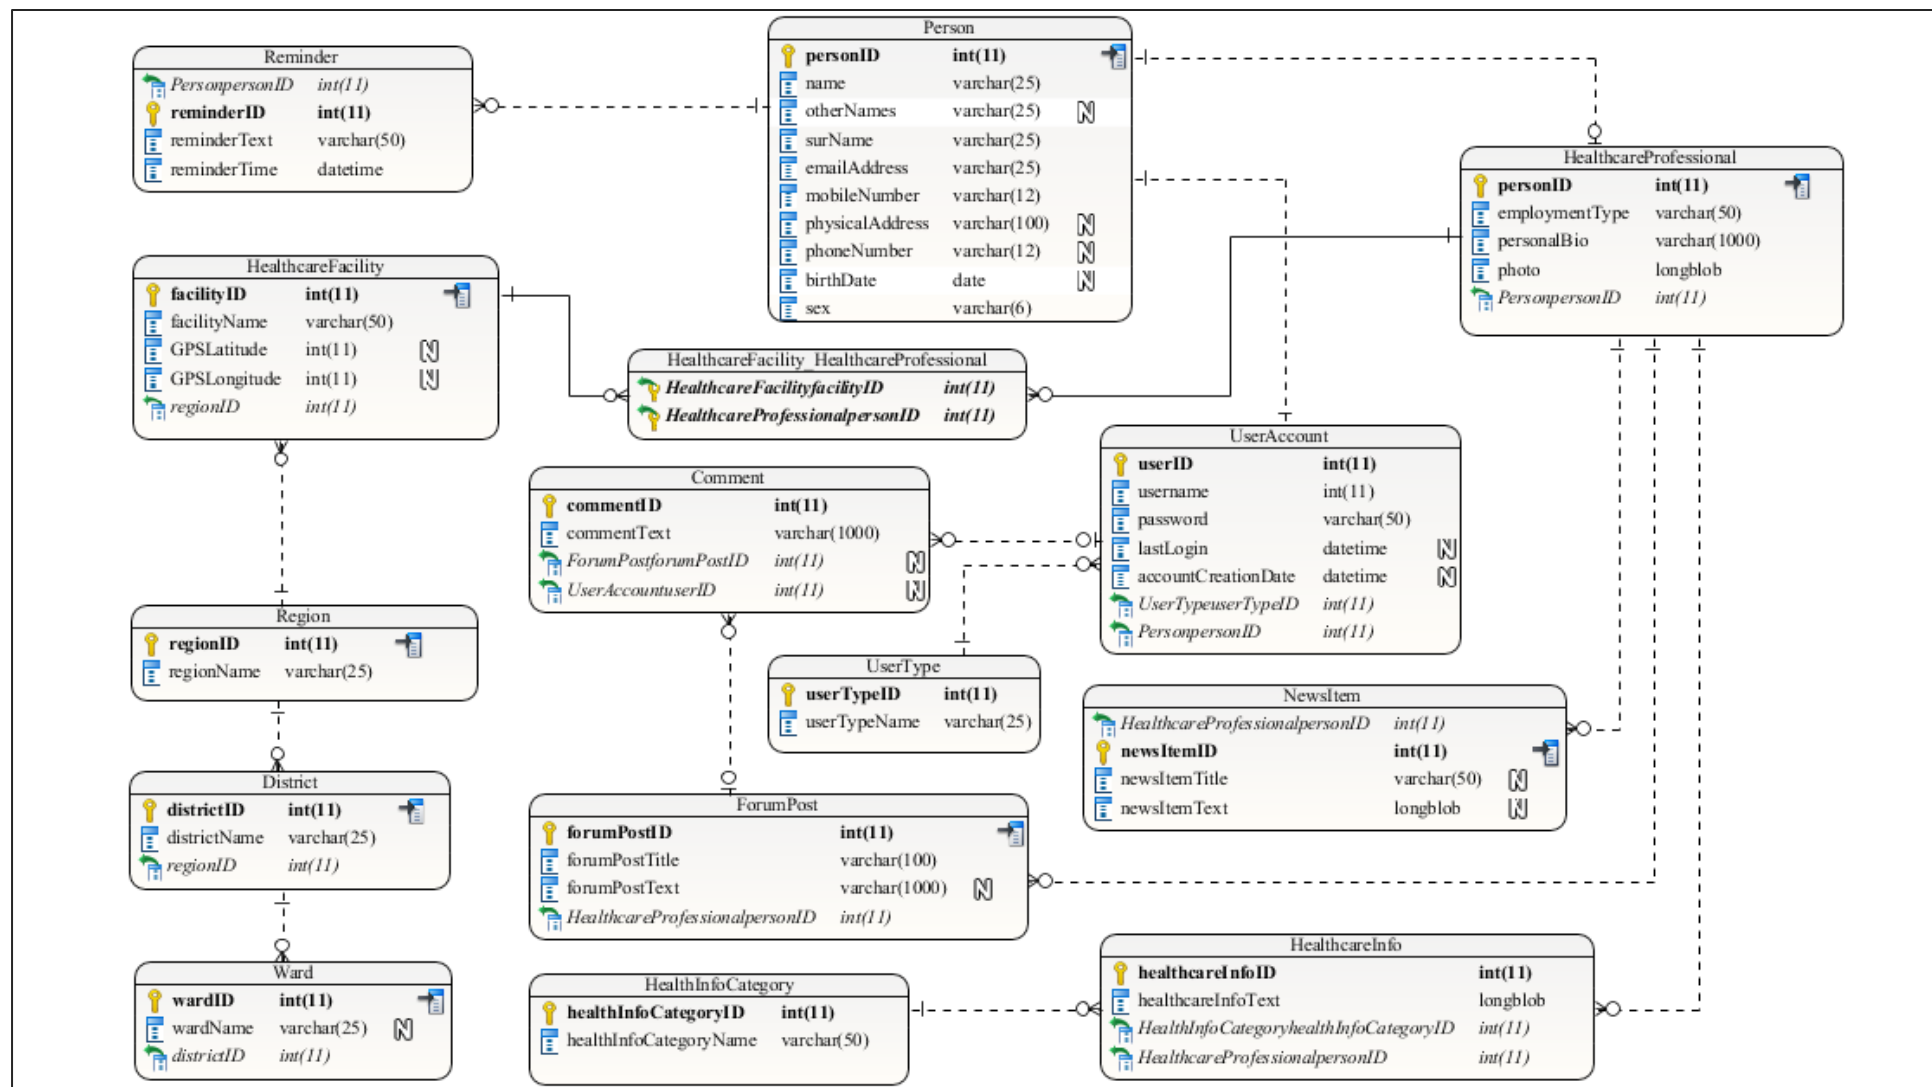 Person
personID int(11)
name varchar(25)
otherNames varchar(25) N
surName varchar(25)
emailAddress varchar(25)
mobileNumber varchar(12)
physicalAddress varchar(100) N
phoneNumber varchar(12) N
birthDate date N
sex varchar(6)
Reminder
PersonpersonID int(11)
reminderID int(11)
reminderText varchar(50)
reminderTime datetime
HealthcareProfessional
personID int(11)
employmentType varchar(50)
personalBio varchar(1000)
photo longblob
PersonpersonID int(11)
HealthcareFacility
facilityID int(11)
facilityName varchar(50)
GPSLatitude int(11) N
GPSLongitude int(11) N
regionID int(11)
HealthcareFacility_HealthcareProfessional
HealthcareFacilityfacilityID int(11)
HealthcareProfessionalpersonID int(11)
UserAccount
userID int(11)
username int(11)
password varchar(50)
lastLogin datetime N
accountCreationDate datetime N
UserTypeuserTypeID int(11)
PersonpersonID int(11)
Comment
commentID int(11)
commentText varchar(1000)
ForumPostforumPostID int(11) N
UserAccountuserID int(11) N
Region
regionID int(11)
regionName varchar(25)
UserType
userTypeID int(11)
userTypeName varchar(25)
NewsItem
HealthcareProfessionalpersonID int(11)
newsItemID int(11)
newsItemTitle varchar(50) N
newsItemText longblob N
District
districtID int(11)
districtName varchar(25)
regionID int(11)
ForumPost
forumPostID int(11)
forumPostTitle varchar(100)
forumPostText varchar(1000) N
HealthcareProfessionalpersonID int(11)
Ward
wardID int(11)
wardName varchar(25) N
districtID int(11)
HealthInfoCategory
healthInfoCategoryID int(11)
healthInfoCategoryName varchar(50)
HealthcareInfo
healthcareInfoID int(11)
healthcareInfoText longblob
HealthInfoCategoryhealthInfoCategoryID int(11)
HealthcareProfessionalpersonID int(11)